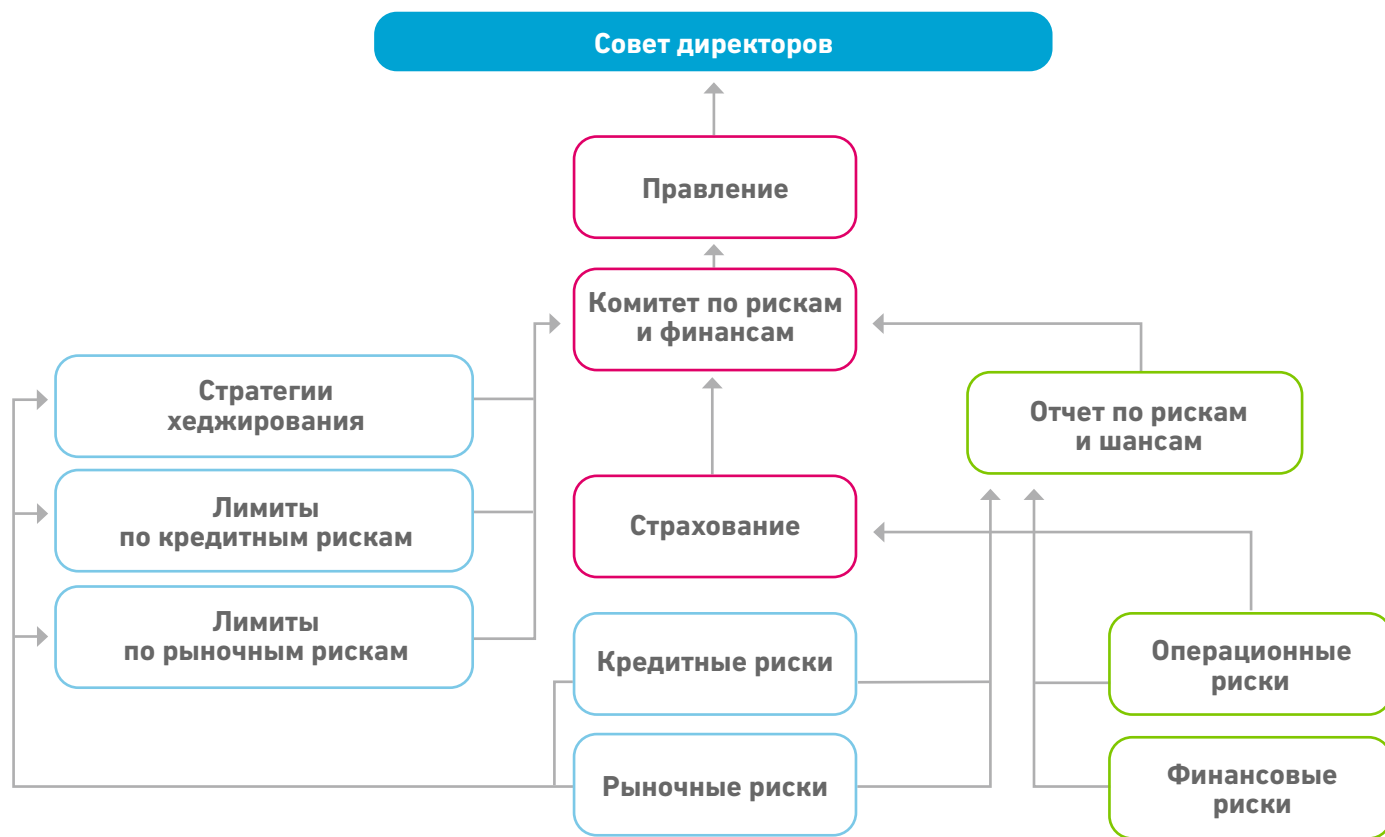 Совет директоров
Правление
Комитет по рискам
и финансам
Стратегии
хеджирования
Отчет по рискам
и шансам
Лимиты
по кредитным рискам
Страхование
Лимиты
по рыночным рискам
Кредитные риски
Операционные
риски
Рыночные риски
Финансовые
риски